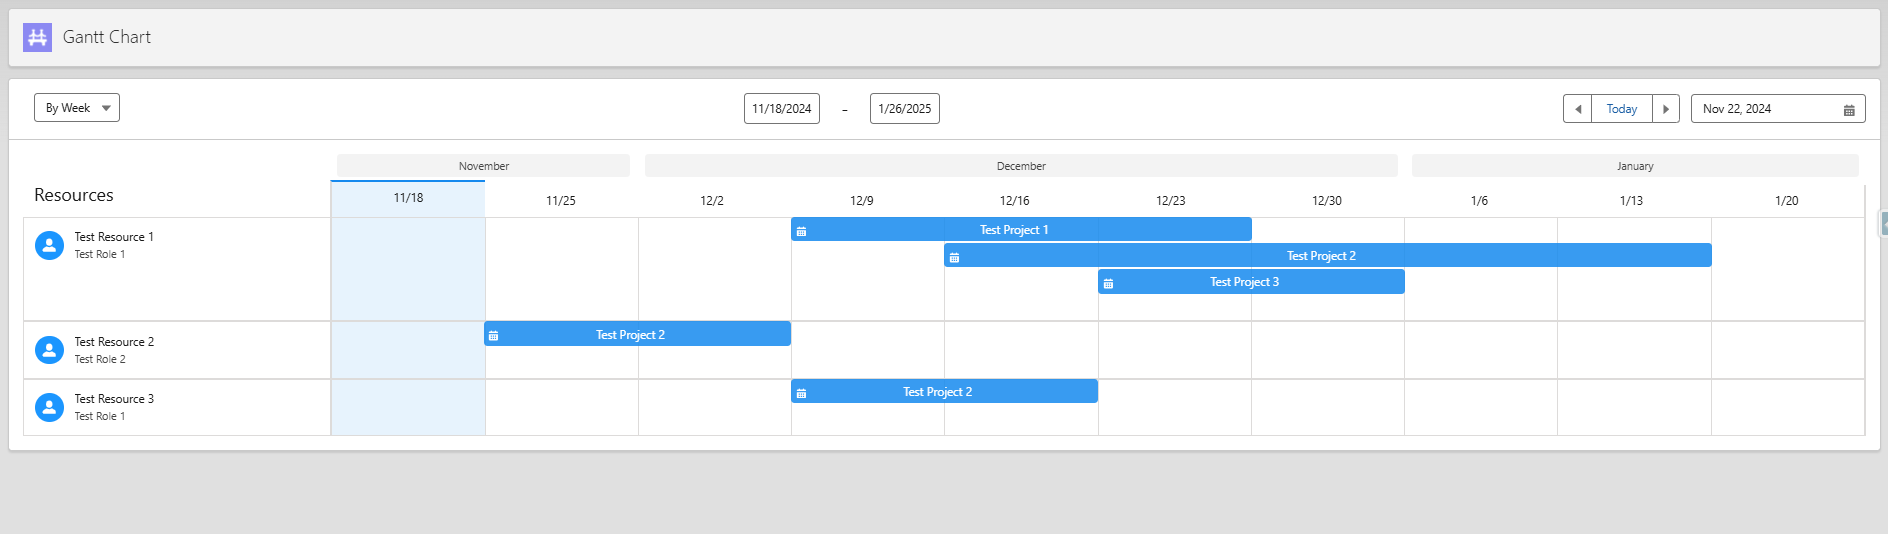 Gantt Chart
By Week
11/18/2024 - 1/26/2025
Today
Nov 22, 2024
November December January
Resources
11/18 11/25 12/2 12/9 12/16 12/23 12/30 1/6 1/13 1/20
Test Resource 1
Test Role 1
Test Project 1
Test Project 2
Test Project 3
Test Resource 2
Test Role 2
Test Project 2
Test Resource 3
Test Role 1
Test Project 2